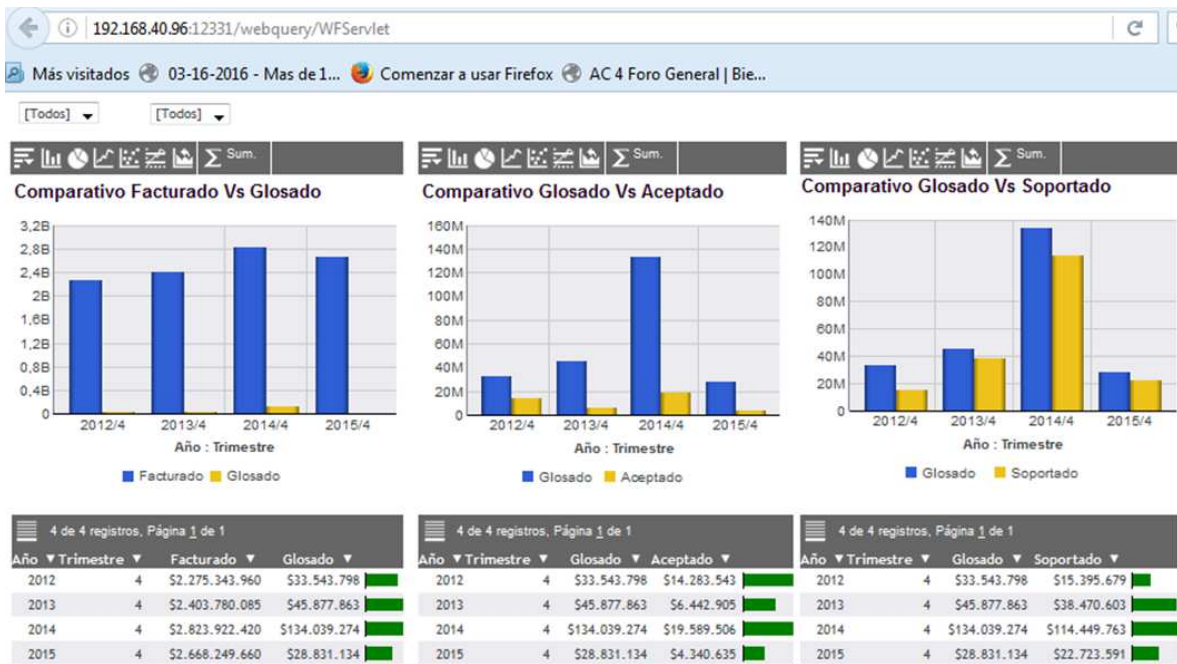 192.168.40.96:12331/webquery/WFServlet
Más visitados 03-16-2016 - Mas de 1... Comenzar a usar Firefox AC 4 Foro General | Bie...
[Todos] [Todos]
Sum.
Comparativo Facturado Vs Glosado
3,2B
2,8B
2,4B
2B
1,6B
1,2B
0,8B
0,4B
0
2012/4 2013/4 2014/4 2015/4
Año : Trimestre
Facturado Glosado
Sum.
Comparativo Glosado Vs Aceptado
160M
140M
120M
100M
80M
60M
40M
20M
0
2012/4 2013/4 2014/4 2015/4
Año : Trimestre
Glosado Aceptado
Sum.
Comparativo Glosado Vs Soportado
140M
120M
100M
80M
60M
40M
20M
0
2012/4 2013/4 2014/4 2015/4
Año : Trimestre
Glosado Soportado
4 de 4 registros, Página 1 de 1
Año Trimestre Facturado Glosado
2012 4 $2.275.343.960 $33.543.798
2013 4 $2.403.780.085 $45.877.863
2014 4 $2.823.922.420 $134.039.274
2015 4 $2.668.249.660 $28.831.134
4 de 4 registros, Página 1 de 1
Año Trimestre Glosado Aceptado
2012 4 $33.543.798 $14.283.543
2013 4 $45.877.863 $6.442.905
2014 4 $134.039.274 $19.589.506
2015 4 $28.831.134 $4.340.635
4 de 4 registros, Página 1 de 1
Año Trimestre Glosado Soportado
2012 4 $33.543.798 $15.395.679
2013 4 $45.877.863 $38.470.603
2014 4 $134.039.274 $114.449.763
2015 4 $28.831.134 $22.723.591